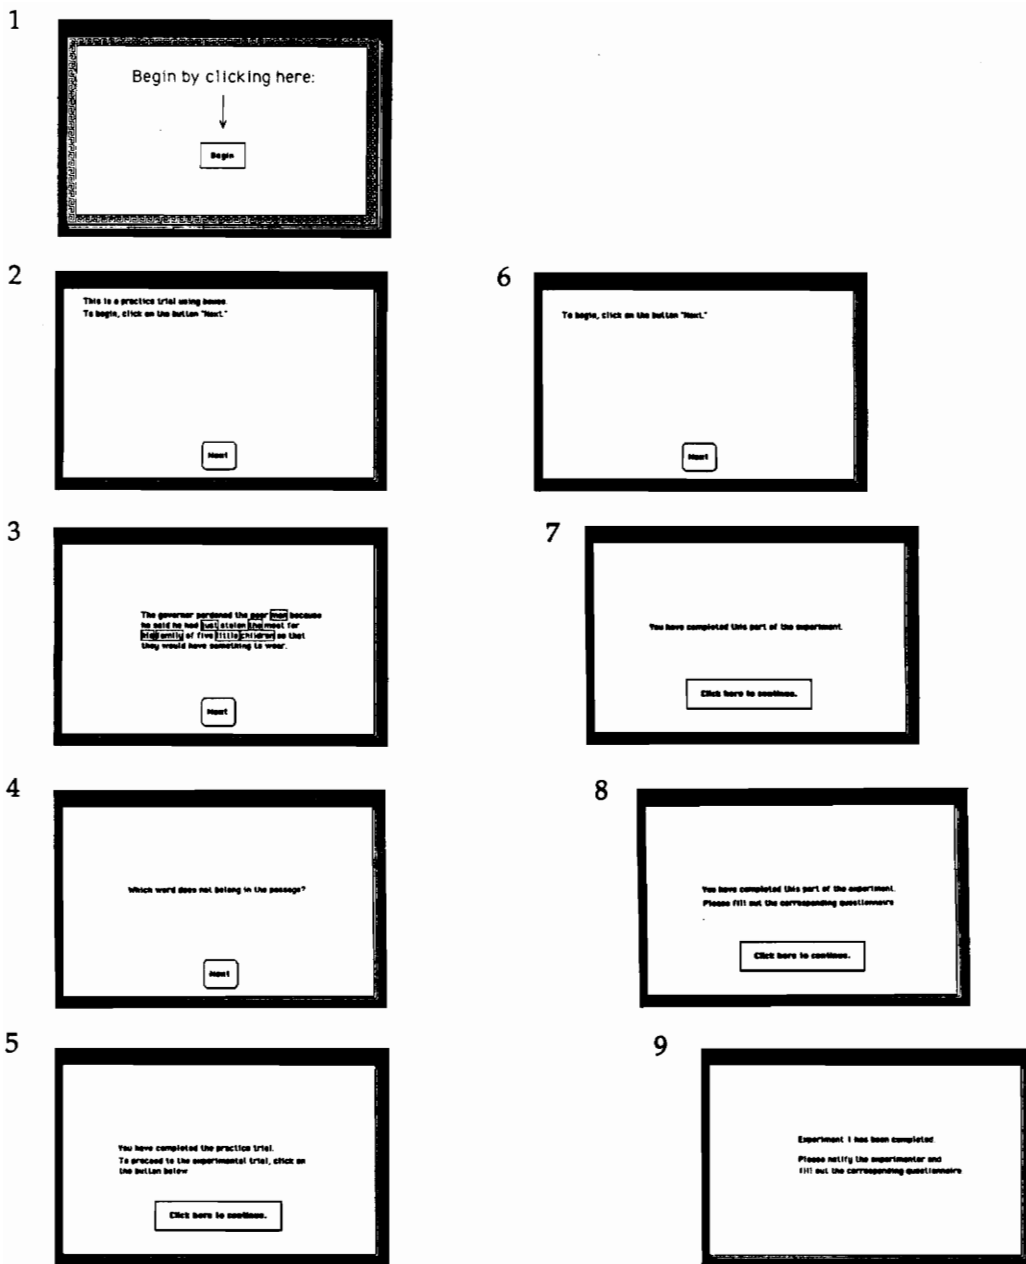 1
Begin by clicking here:
Begin
2
This is a practice trial using boxes.
To begin, click on the button "Next."
Next
3
The governor pardoned the poor man because
he said he had just stolen the meat for
his family of five little children so that
they would have something to wear.
Next
4
Which word does not belong in the passage?
Next
5
You have completed the practice trial.
To proceed to the experimental trial, click on
the button below
Click here to continue.
6
To begin, click on the button "Next."
Next
7
You have completed this part of the experiment.
Click here to continue.
8
You have completed this part of the experiment.
Please fill out the corresponding questionnaire
Click here to continue.
9
Experiment 1 has been completed.
Please notify the experimenter and
fill out the corresponding questionnaire